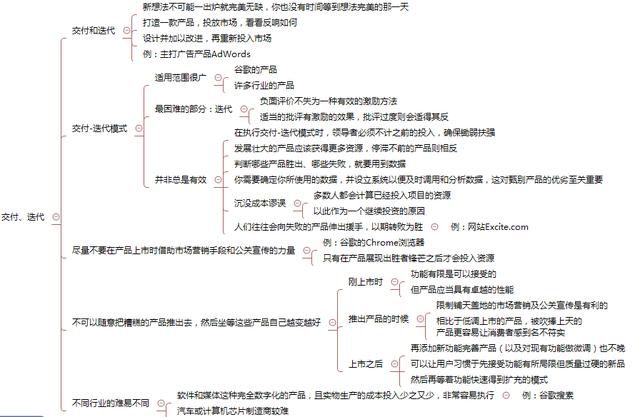 交付、迭代
交付和迭代
新想法不可能一出炉就完美无缺，你也没有时间等到想法完美的那一天
打造一款产品，投放市场，看看反响如何
设计并加以改进，再重新投入市场
例：主打广告产品AdWords
交付-迭代模式
适用范围很广
谷歌的产品
许多行业的产品
最困难的部分：迭代
负面评价不失为一种有效的激励方法
适当的批评有激励的效果，批评过度则会适得其反
并非总是有效
在执行交付-迭代模式时，领导者必须不计之前的投入，确保锄弱扶强
发展壮大的产品应该获得更多资源，停滞不前的产品则相反
判断哪些产品胜出、哪些失败，就要用到数据
你需要确定你所使用的数据，并设立系统以便及时调用和分析数据，这对甄别产品的优劣至关重要
沉没成本谬误
多数人都会计算已经投入项目的资源
以此作为一个继续投资的原因
人们往往会向失败的产品伸出援手，以期转败为胜
例：网站Excite.com
尽量不要在产品上市时借助市场营销手段和公关宣传的力量
例：谷歌的Chrome浏览器
只有在产品展现出胜者锋芒之后才会投入资源
不可以随意把糟糕的产品推出去，然后坐等这些产品自己越变越好
刚上市时
功能有限是可以接受的
但产品应当具有卓越的性能
推出产品的时候
限制铺天盖地的市场营销及公关宣传是有利的
相比于低调上市的产品，被吹捧上天的
产品更容易让消费者感到名不符实
上市之后
再添加新功能完善产品（以及对现有功能做微调）也不晚
可以让用户习惯于先接受功能有所局限但质量过硬的新品
然后再等着功能快速得到扩充的模式
不同行业的难易不同
软件和媒体这种完全数字化的产品，且实物生产的成本投入少之又少，非常容易执行
例：谷歌搜素
汽车或计算机芯片制造商较难